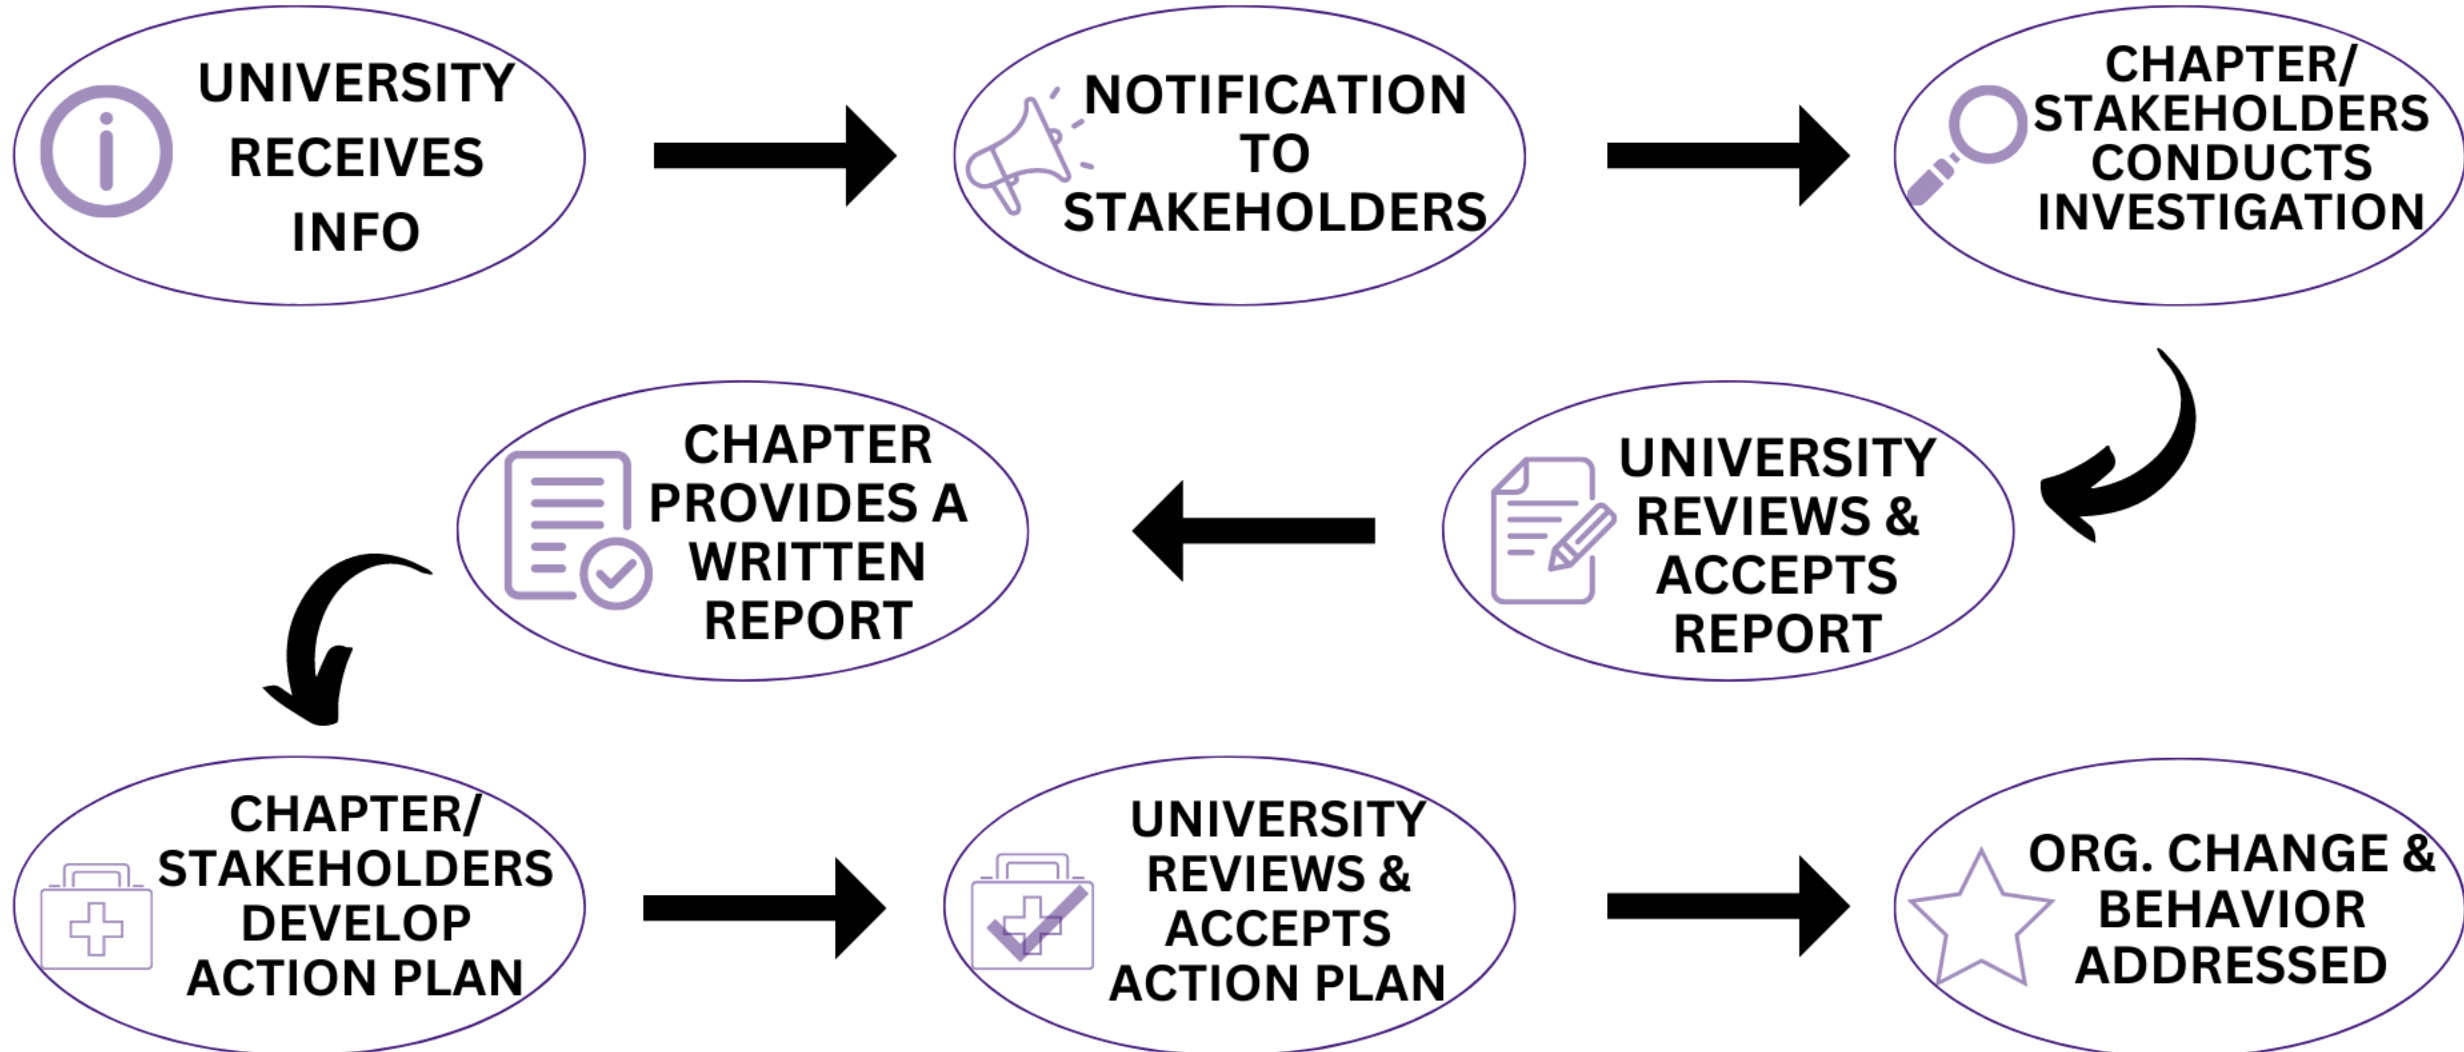 UNIVERSITY
RECEIVES
INFO
NOTIFICATION
TO
STAKEHOLDERS
CHAPTER/
STAKEHOLDERS
CONDUCTS
INVESTIGATION
UNIVERSITY
REVIEWS &
ACCEPTS
REPORT
CHAPTER
PROVIDES A
WRITTEN
REPORT
CHAPTER/
STAKEHOLDERS
DEVELOP
ACTION PLAN
UNIVERSITY
REVIEWS &
ACCEPTS
ACTION PLAN
ORG. CHANGE &
BEHAVIOR
ADDRESSED